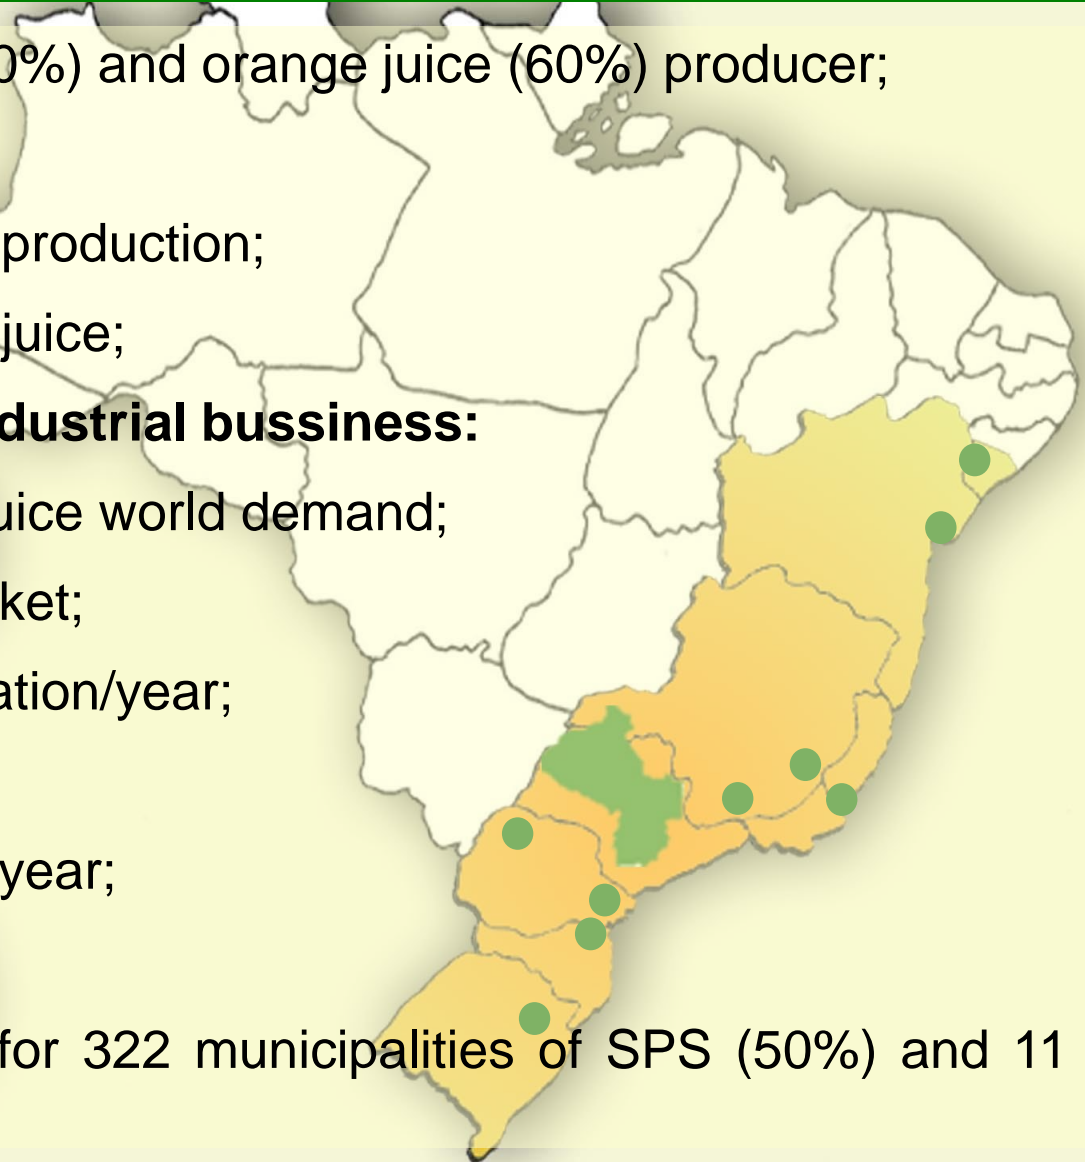 0%) and orange juice (60%) producer;
production;
juice;
dustrial bussiness:
uice world demand;
ket;
ation/year;
year;
for 322 municipalities of SPS (50%) and 11